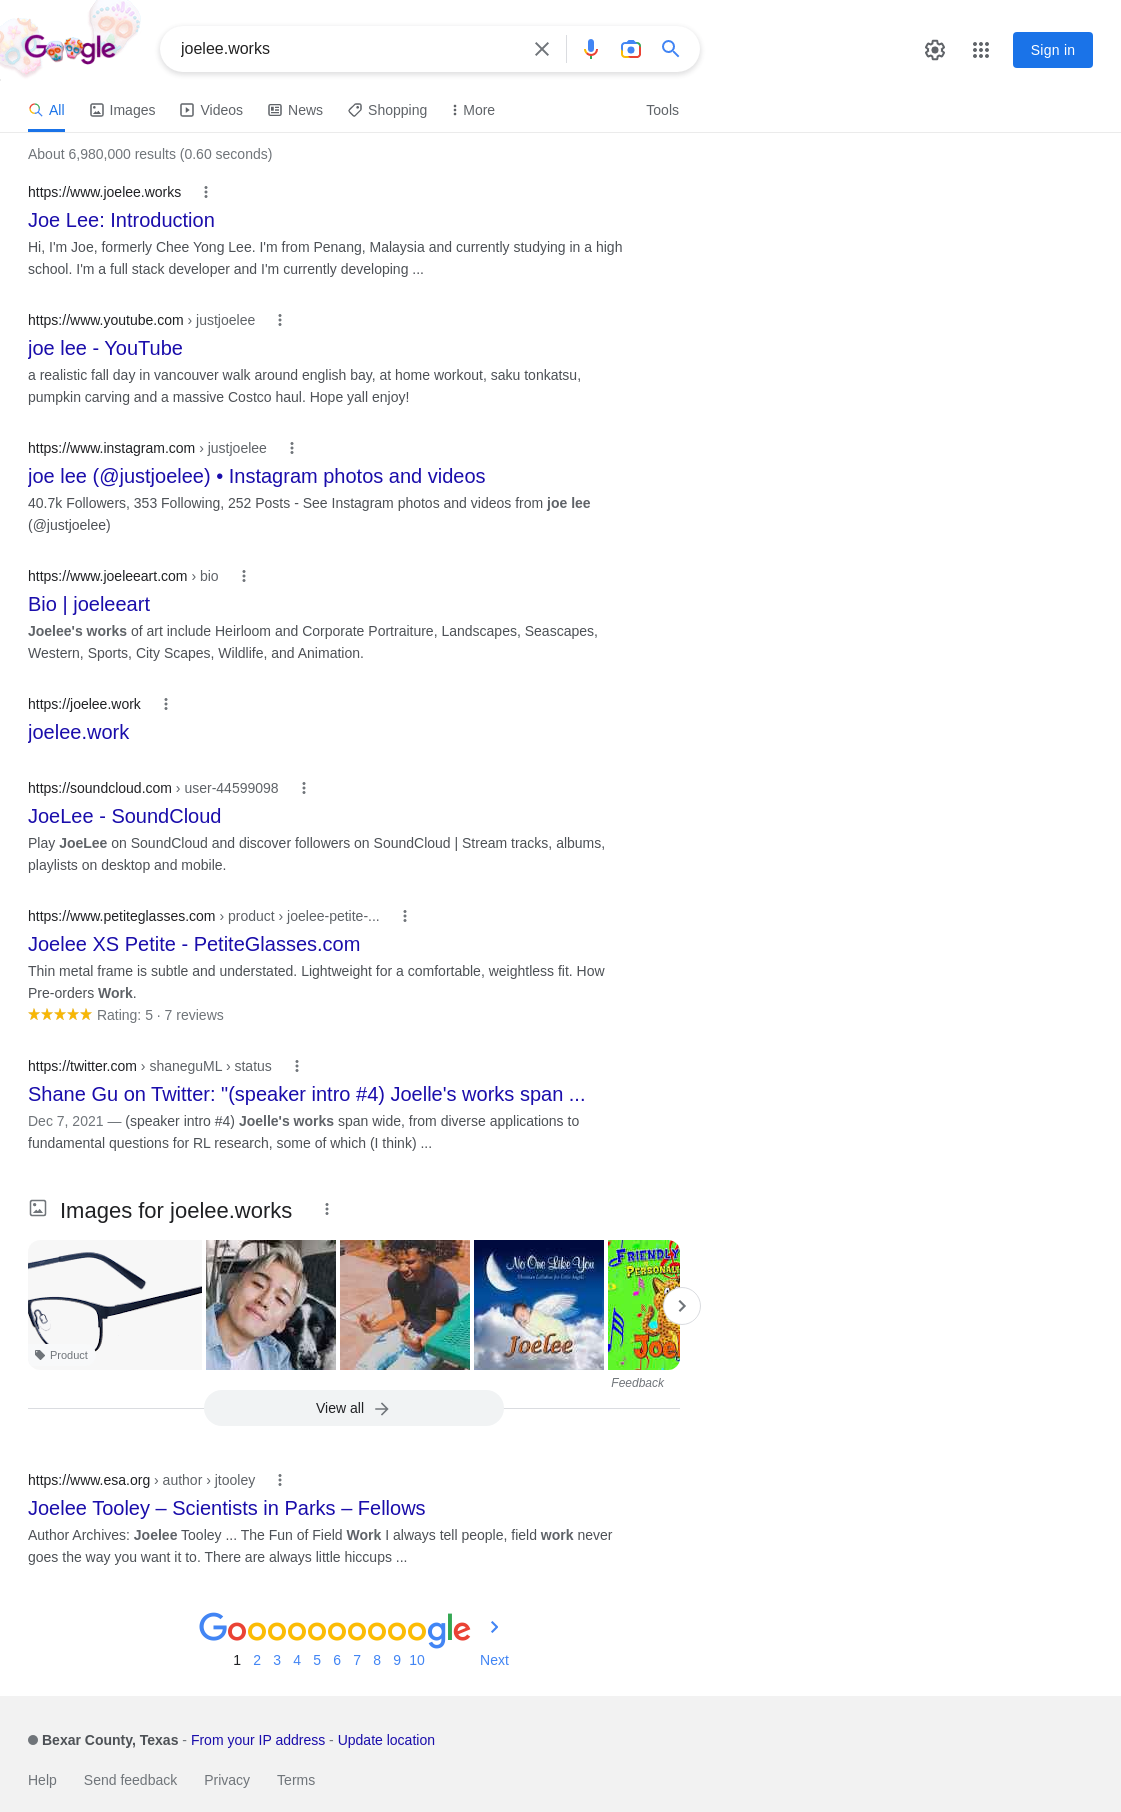 Google
joelee.works
Sign in
All Images Videos News Shopping More Tools
About 6,980,000 results (0.60 seconds)
https://www.joelee.works
Joe Lee: Introduction
Hi, I'm Joe, formerly Chee Yong Lee. I'm from Penang, Malaysia and currently studying in a high
school. I'm a full stack developer and I'm currently developing ...
https://www.youtube.com › justjoelee
joe lee - YouTube
a realistic fall day in vancouver walk around english bay, at home workout, saku tonkatsu,
pumpkin carving and a massive Costco haul. Hope yall enjoy!
https://www.instagram.com › justjoelee
joe lee (@justjoelee) • Instagram photos and videos
40.7k Followers, 353 Following, 252 Posts - See Instagram photos and videos from joe lee
(@justjoelee)
https://www.joeleeart.com › bio
Bio | joeleeart
Joelee's works of art include Heirloom and Corporate Portraiture, Landscapes, Seascapes,
Western, Sports, City Scapes, Wildlife, and Animation.
https://joelee.work
joelee.work
https://soundcloud.com › user-44599098
JoeLee - SoundCloud
Play JoeLee on SoundCloud and discover followers on SoundCloud | Stream tracks, albums,
playlists on desktop and mobile.
https://www.petiteglasses.com › product › joelee-petite-...
Joelee XS Petite - PetiteGlasses.com
Thin metal frame is subtle and understated. Lightweight for a comfortable, weightless fit. How
Pre-orders Work.
Rating: 5 · 7 reviews
https://twitter.com › shaneguML › status
Shane Gu on Twitter: "(speaker intro #4) Joelle's works span ...
Dec 7, 2021 — (speaker intro #4) Joelle's works span wide, from diverse applications to
fundamental questions for RL research, some of which (I think) ...
Images for joelee.works
No One Like You
Joelee
FRIENDLY
PERSONAL
Joe
Product
Feedback
View all
https://www.esa.org › author › jtooley
Joelee Tooley – Scientists in Parks – Fellows
Author Archives: Joelee Tooley ... The Fun of Field Work I always tell people, field work never
goes the way you want it to. There are always little hiccups ...
Goooooooooogle
1 2 3 4 5 6 7 8 9 10 Next
Bexar County, Texas - From your IP address - Update location
Help Send feedback Privacy Terms